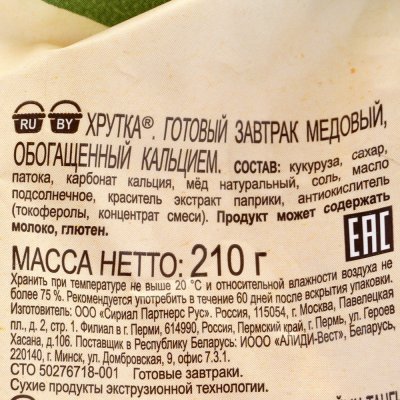 RU BY ХРУТКА®. ГОТОВЫЙ ЗАВТРАК МЕДОВЫЙ,
ОБОГАЩЕННЫЙ КАЛЬЦИЕМ. СОСТАВ: кукуруза, сахар,
патока, карбонат кальция, мёд натуральный, соль, масло
подсолнечное, краситель экстракт паприки, антиокислитель
(токоферолы, концентрат смеси). Продукт может содержать
молоко, глютен.
EAC
МАССА НЕТТО: 210 г
Хранить при температуре не выше 20 °С и относительной влажности воздуха не
более 75 %. Рекомендуется употребить в течение 60 дней после вскрытия упаковки.
Изготовитель: ООО «Сириал Партнерс Рус». Россия, 115054, г. Москва, Павелецкая
пл., д. 2, стр. 1. Филиал в г. Перми, 614990, Россия, Пермский край, г. Пермь, ул. Героев
Хасана, д.106. Поставщик в Республику Беларусь: ИООО «АЛИДИ-Вест», Беларусь,
220140, г. Минск, ул. Домбровская, 9, офис 7.3.1.
СТО 50276718-001 Готовые завтраки.
Сухие продукты экструзионной технологии.